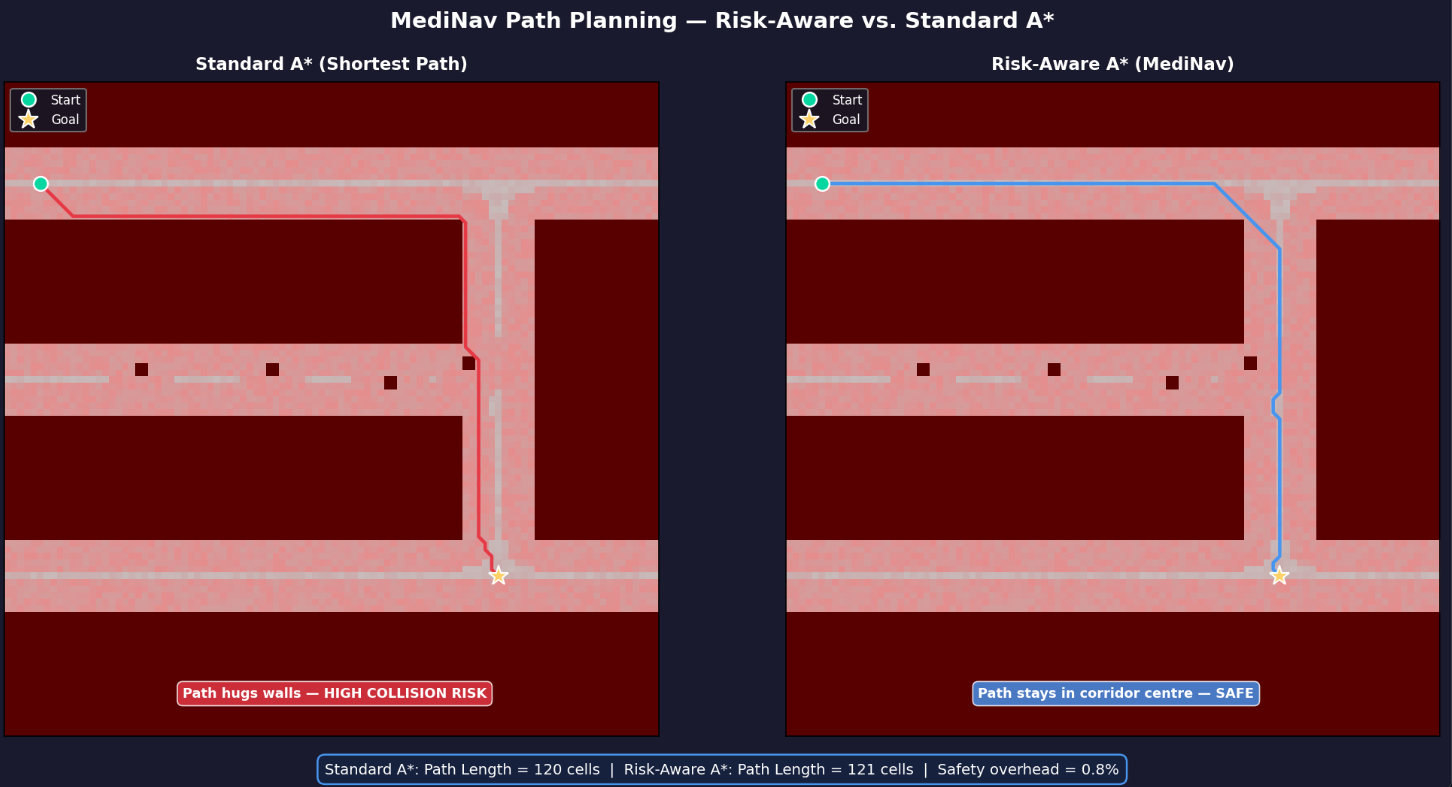 MediNav Path Planning — Risk-Aware vs. Standard A*
Standard A* (Shortest Path)
Start
Goal
Path hugs walls — HIGH COLLISION RISK
Risk-Aware A* (MediNav)
Start
Goal
Path stays in corridor centre — SAFE
Standard A*: Path Length = 120 cells | Risk-Aware A*: Path Length = 121 cells | Safety overhead = 0.8%